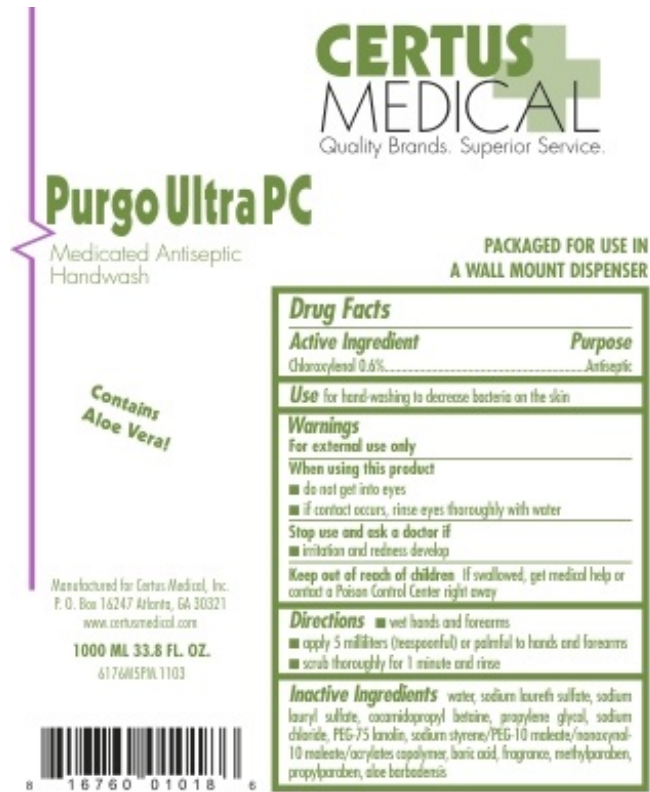 CERTUS
MEDICAL
Quality Brands. Superior Service.
Purgo Ultra PC
Medicated Antiseptic
Handwash
PACKAGED FOR USE IN
A WALL MOUNT DISPENSER
Contains
Aloe Vera!
Manufactured for Certus Medical, Inc.
P. O. Box 16247 Atlanta, GA 30321
www.certusmedical.com
1000 ML 33.8 FL. OZ.
6176MSPM.1103
8 16760 01018 6
Drug Facts
Active Ingredient Purpose
Chloroxylenol 0.6%..........................................Antiseptic
Use for hand-washing to decrease bacteria on the skin
Warnings
For external use only
When using this product
■ do not get into eyes
■ if contact occurs, rinse eyes thoroughly with water
Stop use and ask a doctor if
■ irritation and redness develop
Keep out of reach of children If swallowed, get medical help or
contact a Poison Control Center right away
Directions ■ wet hands and forearms
■ apply 5 milliliters (teaspoonful) or palmful to hands and forearms
■ scrub thoroughly for 1 minute and rinse
Inactive Ingredients water, sodium laureth sulfate, sodium
lauryl sulfate, cocamidopropyl betaine, propylene glycol, sodium
chloride, PEG-75 lanolin, sodium styrene/PEG-10 maleate/nonoxynol-
10 maleate/acrylates copolymer, boric acid, fragrance, methylparaben,
propylparaben, aloe barbadensis